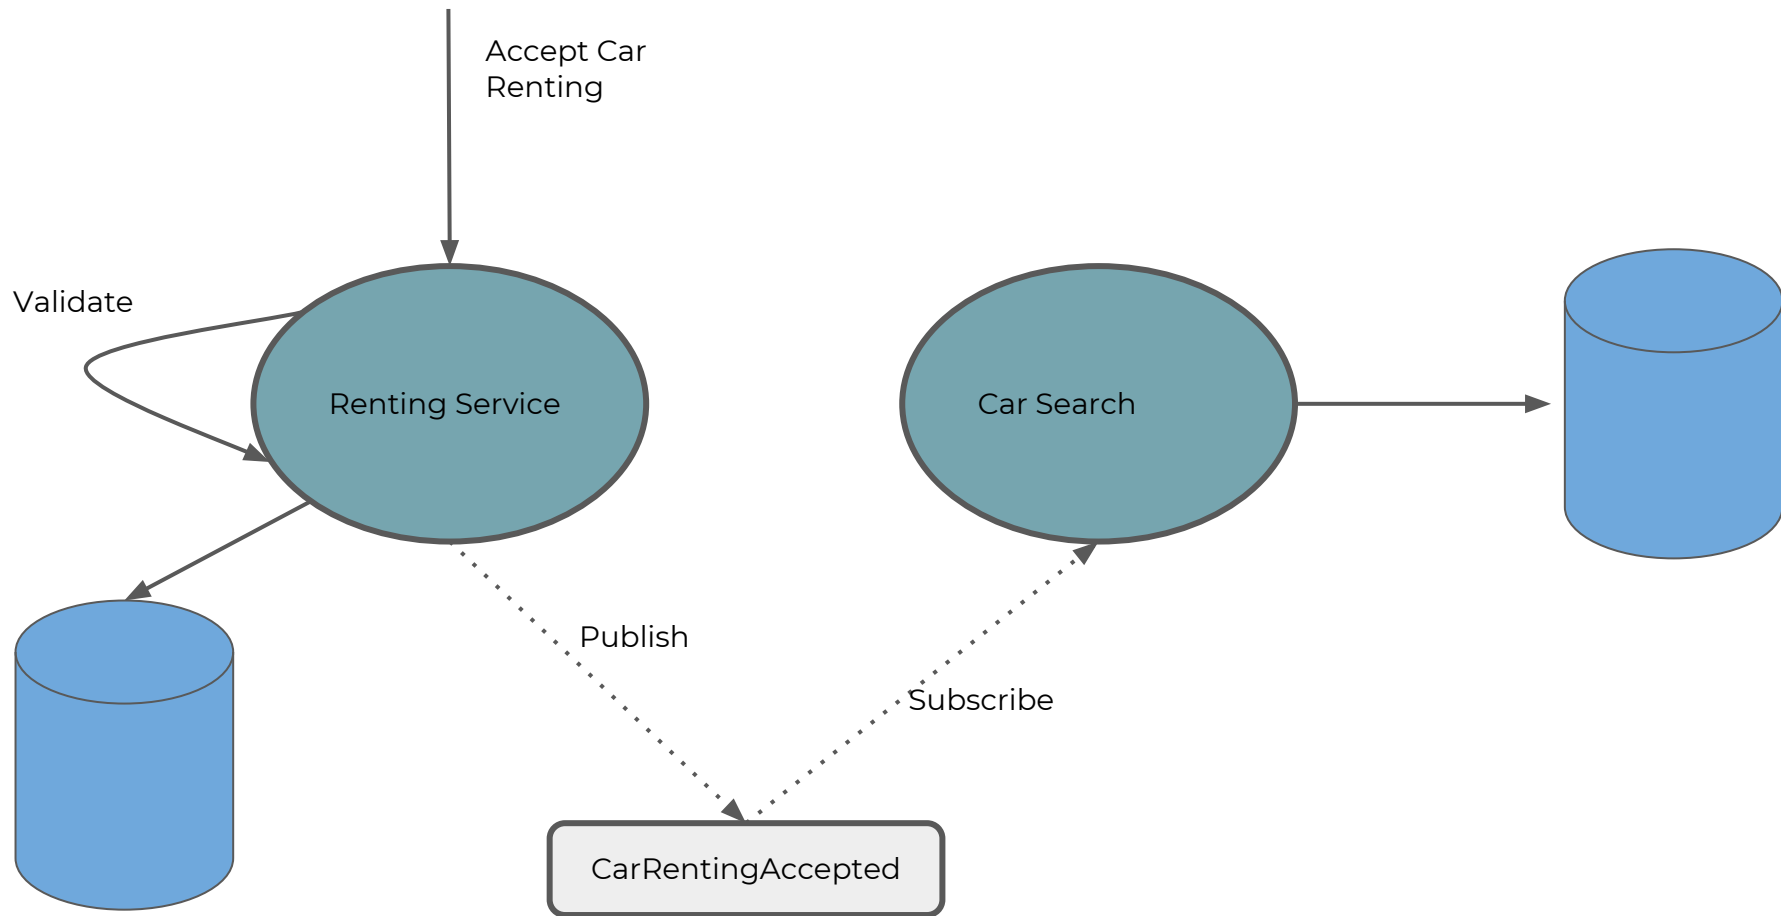 Accept Car
Renting
Validate
Renting Service
Car Search
Publish
Subscribe
CarRentingAccepted